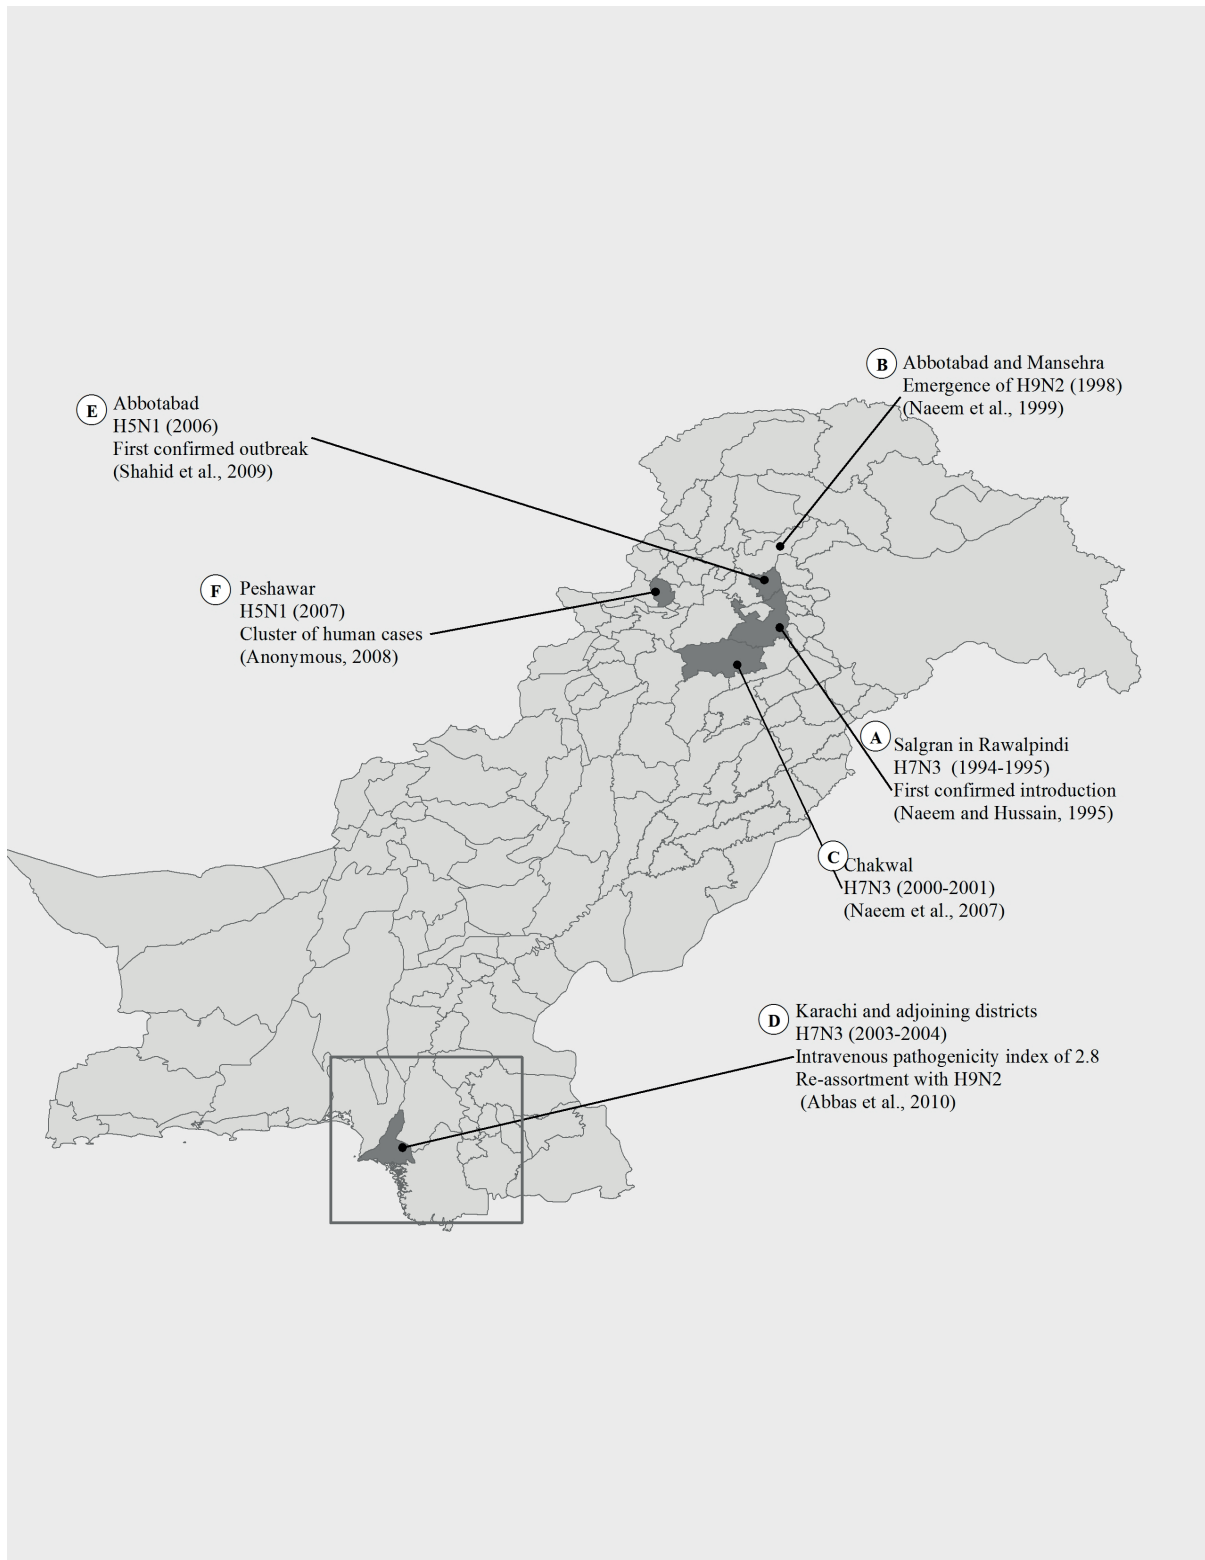 B
Abbotabad and Mansehra
Emergence of H9N2 (1998)
(Naeem et al., 1999)
E
Abbotabad
H5N1 (2006)
First confirmed outbreak
(Shahid et al., 2009)
F
Peshawar
H5N1 (2007)
Cluster of human cases
(Anonymous, 2008)
A
Salgran in Rawalpindi
H7N3 (1994-1995)
First confirmed introduction
(Naeem and Hussain, 1995)
C
Chakwal
H7N3 (2000-2001)
(Naeem et al., 2007)
D
Karachi and adjoining districts
H7N3 (2003-2004)
Intravenous pathogenicity index of 2.8
Re-assortment with H9N2
(Abbas et al., 2010)